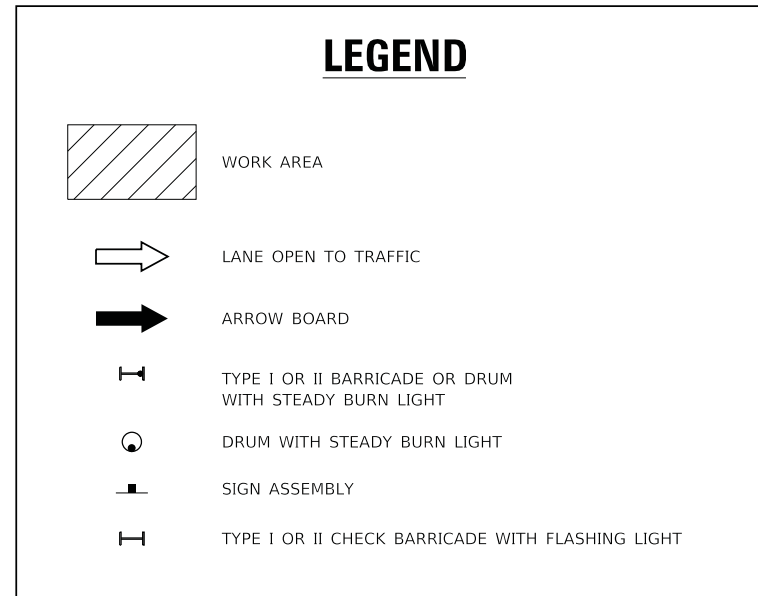 LEGEND
WORK AREA
LANE OPEN TO TRAFFIC
ARROW BOARD
TYPE I OR II BARRICADE OR DRUM
WITH STEADY BURN LIGHT
DRUM WITH STEADY BURN LIGHT
SIGN ASSEMBLY
TYPE I OR II CHECK BARRICADE WITH FLASHING LIGHT